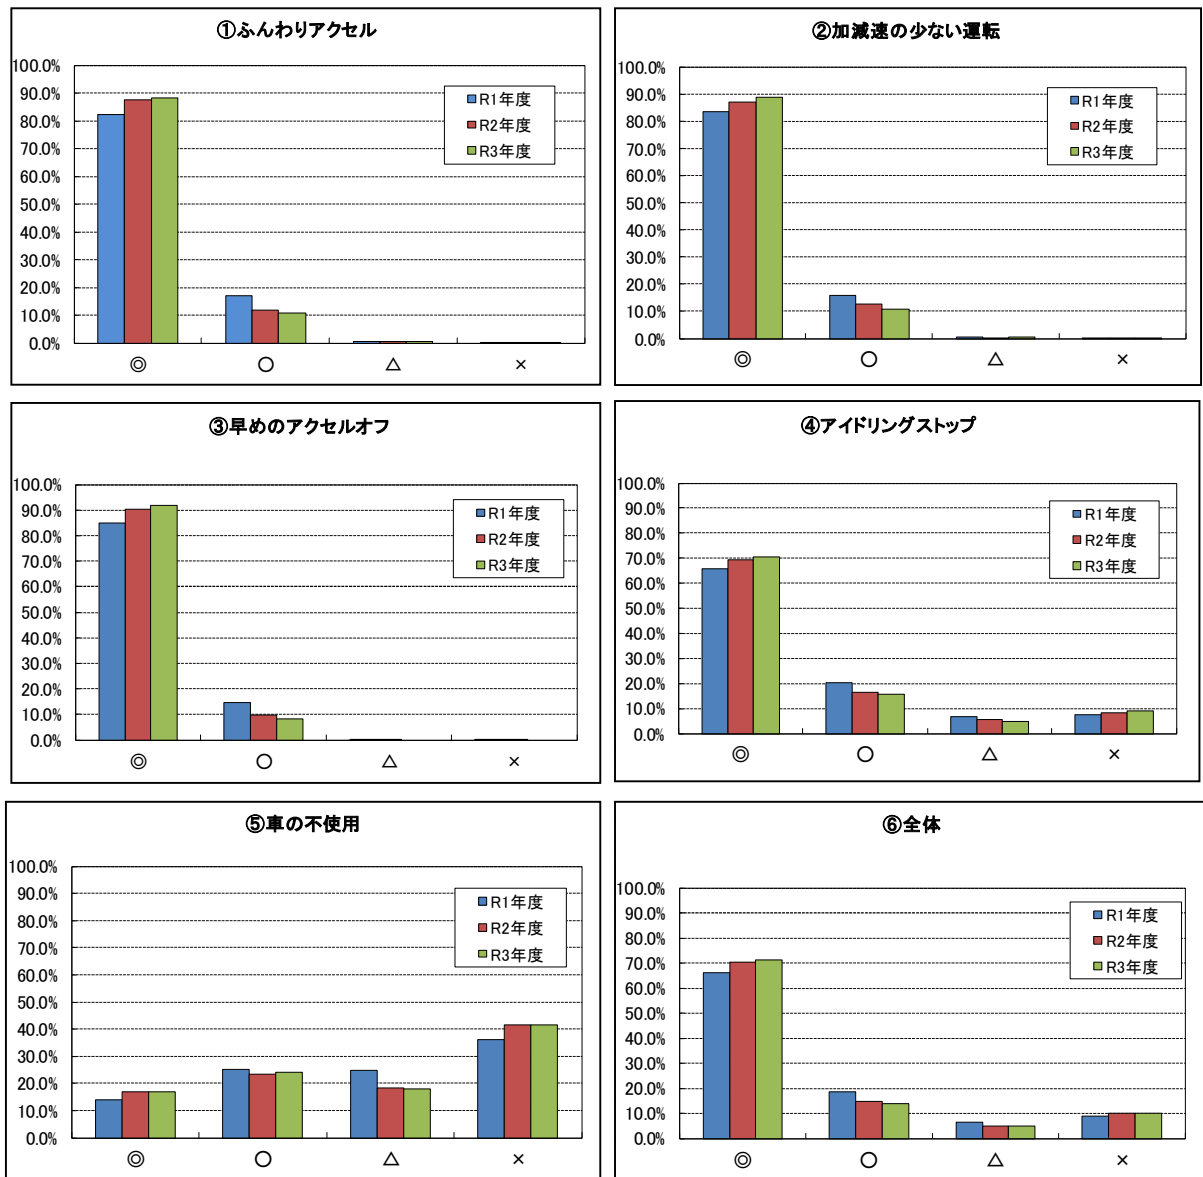 ①ふんわりアクセル
100.0%
90.0%
80.0%
70.0%
60.0%
50.0%
40.0%
30.0%
20.0%
10.0%
0.0%
R1年度
R2年度
R3年度
◎ ○ △ ×
②加減速の少ない運転
100.0%
90.0%
80.0%
70.0%
60.0%
50.0%
40.0%
30.0%
20.0%
10.0%
0.0%
R1年度
R2年度
R3年度
◎ ○ △ ×
③早めのアクセルオフ
100.0%
90.0%
80.0%
70.0%
60.0%
50.0%
40.0%
30.0%
20.0%
10.0%
0.0%
R1年度
R2年度
R3年度
◎ ○ △ ×
④アイドリングストップ
100.0%
90.0%
80.0%
70.0%
60.0%
50.0%
40.0%
30.0%
20.0%
10.0%
0.0%
R1年度
R2年度
R3年度
◎ ○ △ ×
⑤車の不使用
100.0%
90.0%
80.0%
70.0%
60.0%
50.0%
40.0%
30.0%
20.0%
10.0%
0.0%
R1年度
R2年度
R3年度
◎ ○ △ ×
⑥全体
100.0%
90.0%
80.0%
70.0%
60.0%
50.0%
40.0%
30.0%
20.0%
10.0%
0.0%
R1年度
R2年度
R3年度
◎ ○ △ ×